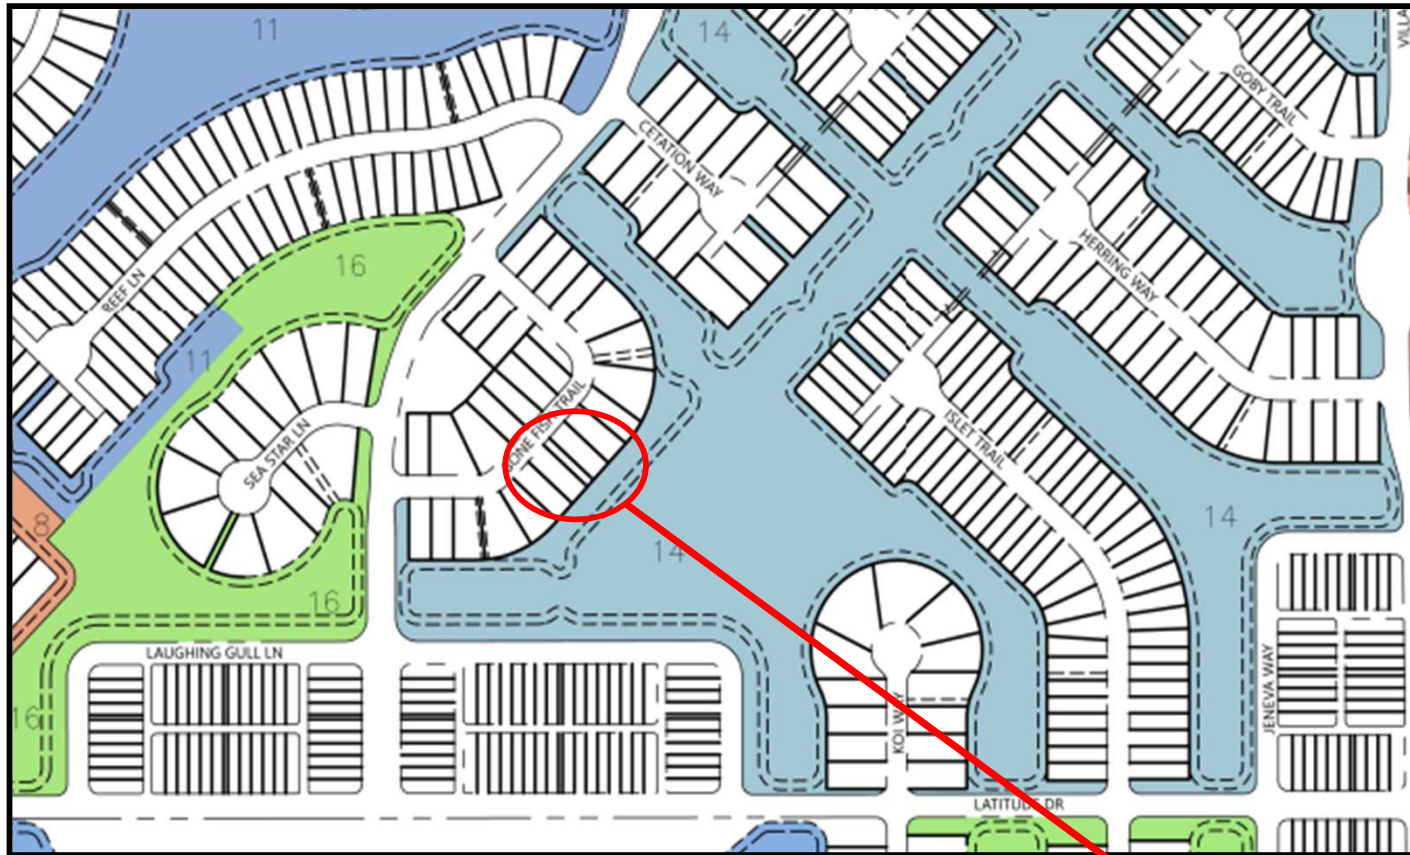 11
14
VILLA
GOBY TRAIL
CETATION WAY
16
REEF LN
HERRING WAY
11
BONE FISH TRAIL
SEA STAR LN
ISLET TRAIL
8
14
14
16
LAUGHING GULL LN
16
KOI WAY
JENEVA WAY
LATITUDE DR